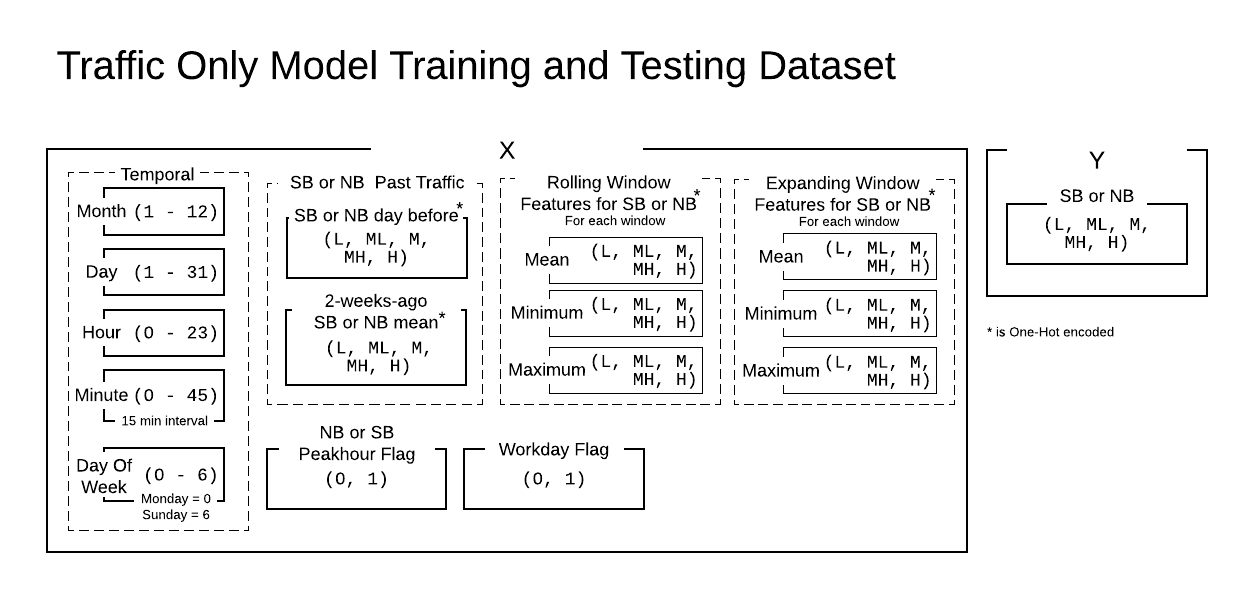 Traffic Only Model Training and Testing Dataset
X
Temporal
Month (1 - 12)
Day (1 - 31)
Hour (0 - 23)
Minute (0 - 45)
15 min interval
Day Of
Week
(0 - 6)
Monday = 0
Sunday = 6
SB or NB Past Traffic
SB or NB day before*
(L, ML, M,
MH, H)
2-weeks-ago
SB or NB mean*
(L, ML, M,
MH, H)
Rolling Window
Features for SB or NB*
For each window
Mean (L, ML, M,
MH, H)
Minimum (L, ML, M,
MH, H)
Maximum (L, ML, M,
MH, H)
Expanding Window
Features for SB or NB*
For each window
Mean (L, ML, M,
MH, H)
Minimum (L, ML, M,
MH, H)
Maximum (L, ML, M,
MH, H)
NB or SB
Peakhour Flag
(0, 1)
Workday Flag
(0, 1)
Y
SB or NB
(L, ML, M,
MH, H)
* is One-Hot encoded